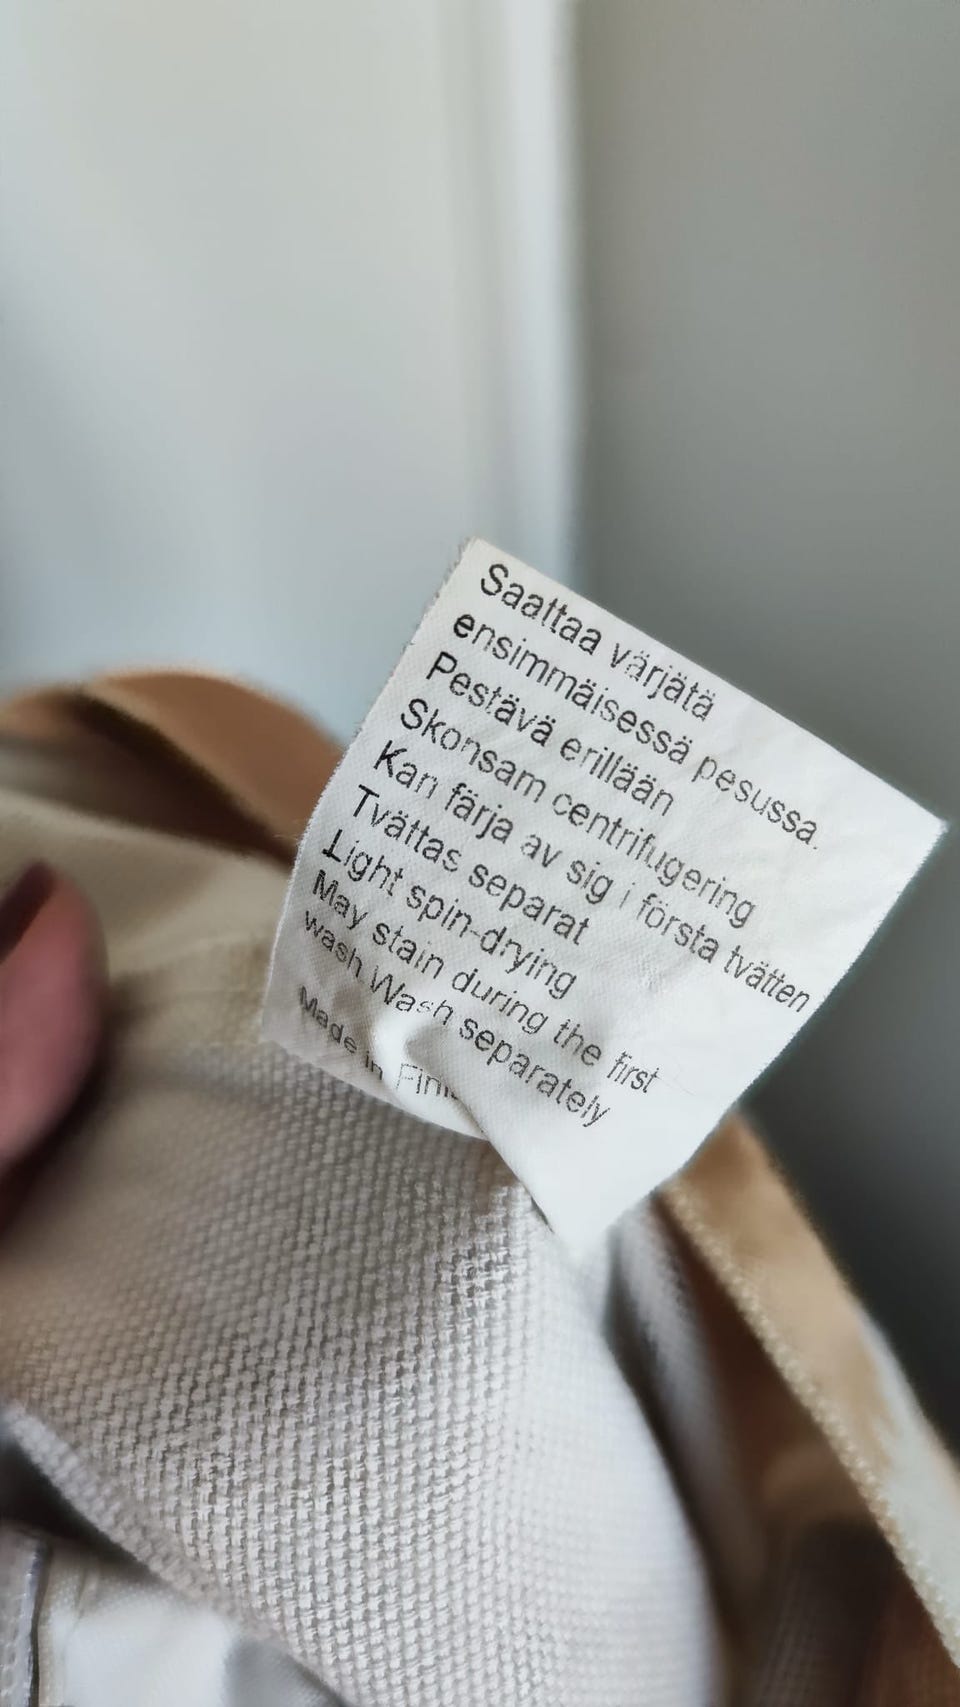 Saattaa värjätä
ensimmäisessä pesussa.
Pestävä erillään
Skonsam centrifugering
Kan färja av sig i första tvätten
Tvättas separat
Light spin-drying
May stain during the first
wash.Wash separately
Made in